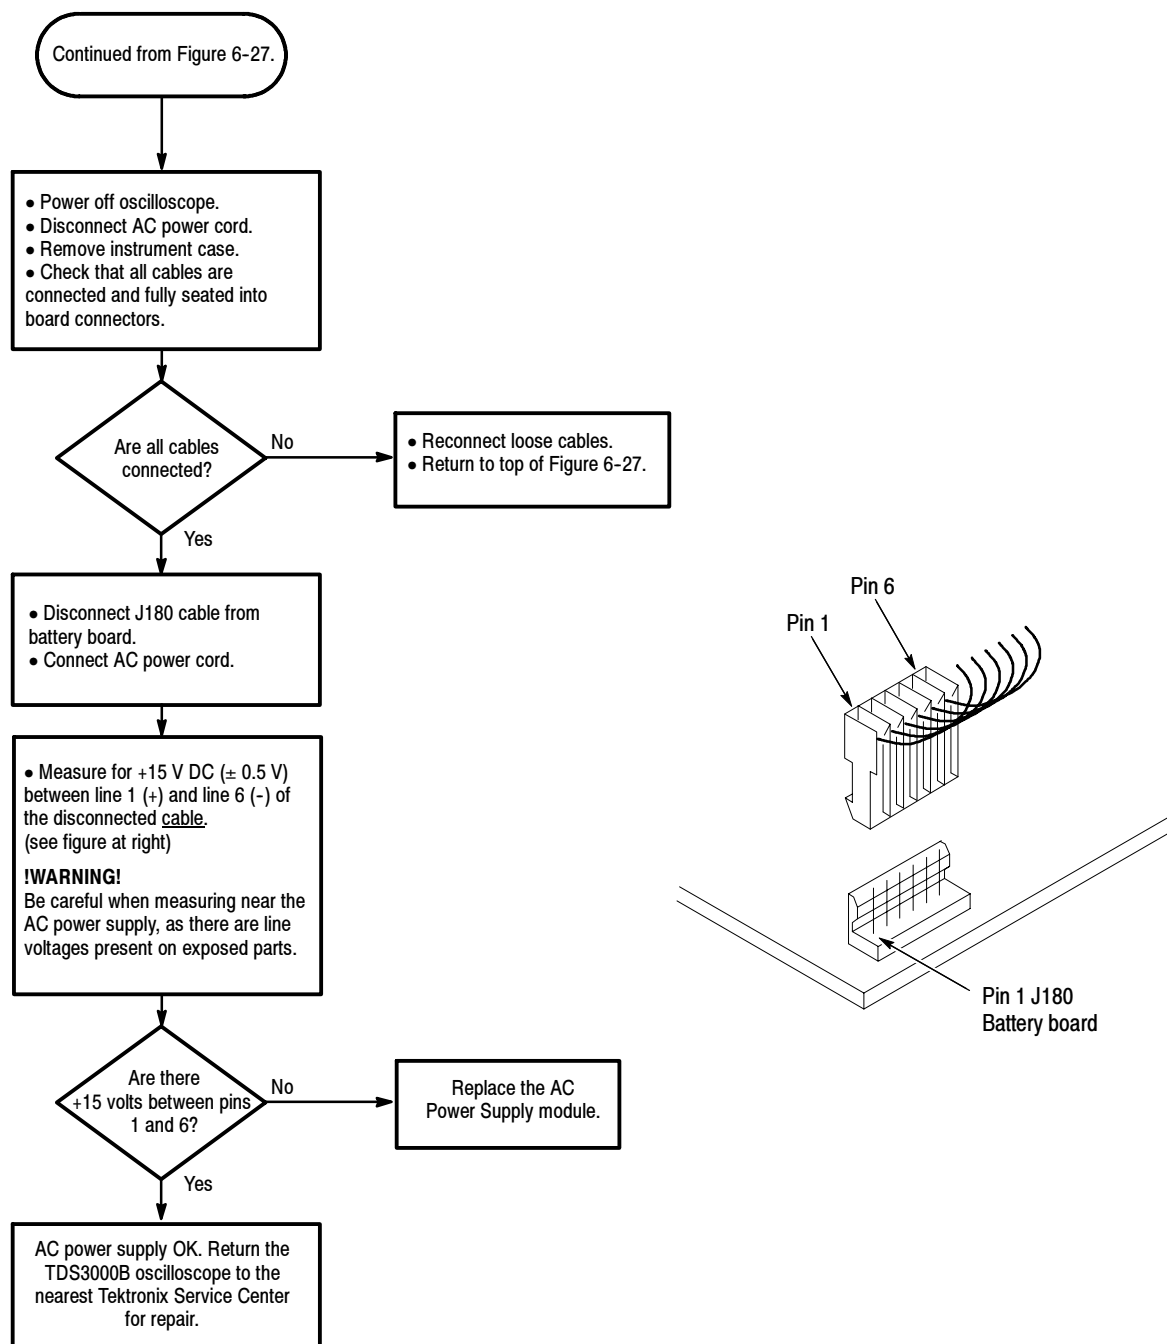 Continued from Figure 6-27.
• Power off oscilloscope.
• Disconnect AC power cord.
• Remove instrument case.
• Check that all cables are
connected and fully seated into
board connectors.
Are all cables
connected?
No
• Reconnect loose cables.
• Return to top of Figure 6-27.
Yes
• Disconnect J180 cable from
battery board.
• Connect AC power cord.
• Measure for +15 V DC (± 0.5 V)
between line 1 (+) and line 6 (-) of
the disconnected cable.
(see figure at right)
!WARNING!
Be careful when measuring near the
AC power supply, as there are line
voltages present on exposed parts.
Pin 6
Pin 1
Pin 1 J180
Battery board
Are there
+15 volts between pins
1 and 6?
No
Replace the AC
Power Supply module.
Yes
AC power supply OK. Return the
TDS3000B oscilloscope to the
nearest Tektronix Service Center
for repair.